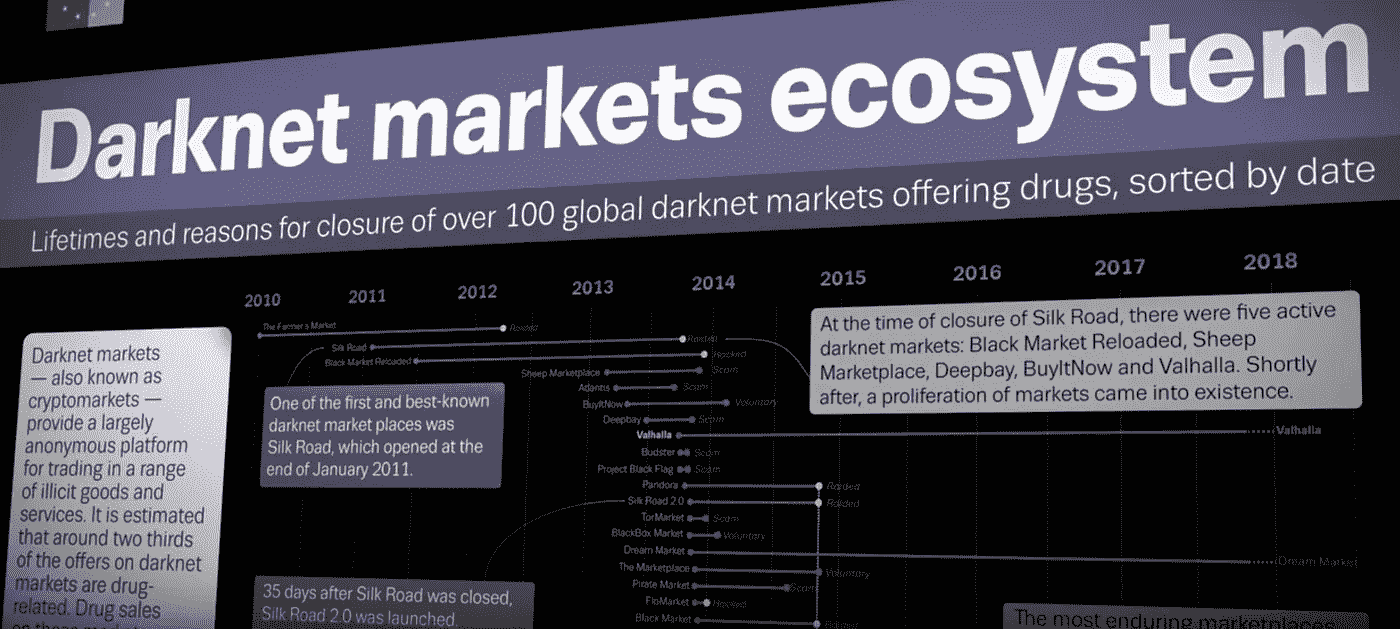 Darknet markets ecosystem
Lifetimes and reasons for closure of over 100 global darknet markets offering drugs, sorted by date
2010 2011 2012 2013 2014 2015 2016 2017 2018
The Farmer's Market Raided
Silk Road Raided
Black Market Reloaded Hacked
Sheep Marketplace Scam
Atlantis Scam
BuyItNow Voluntary
Deepbay Scam
Valhalla Valhalla
Budster Scam
Project Black Flag Scam
Pandora Raided
Silk Road 2.0 Raided
TorMarket Scam
BlackBox Market Voluntary
Dream Market Dream Market
The Marketplace Voluntary
Pirate Market Scam
FloMarket Hacked
Black Market Raided
At the time of closure of Silk Road, there were five active
darknet markets: Black Market Reloaded, Sheep
Marketplace, Deepbay, BuyItNow and Valhalla. Shortly
after, a proliferation of markets came into existence.
Darknet markets
— also known as
cryptomarkets —
provide a largely
anonymous platform
for trading in a range
of illicit goods and
services. It is estimated
that around two thirds
of the offers on darknet
markets are drug-
related. Drug sales
on these
One of the first and best-known
darknet market places was
Silk Road, which opened at the
end of January 2011.
35 days after Silk Road was closed,
Silk Road 2.0 was launched.
The most enduring marketplaces